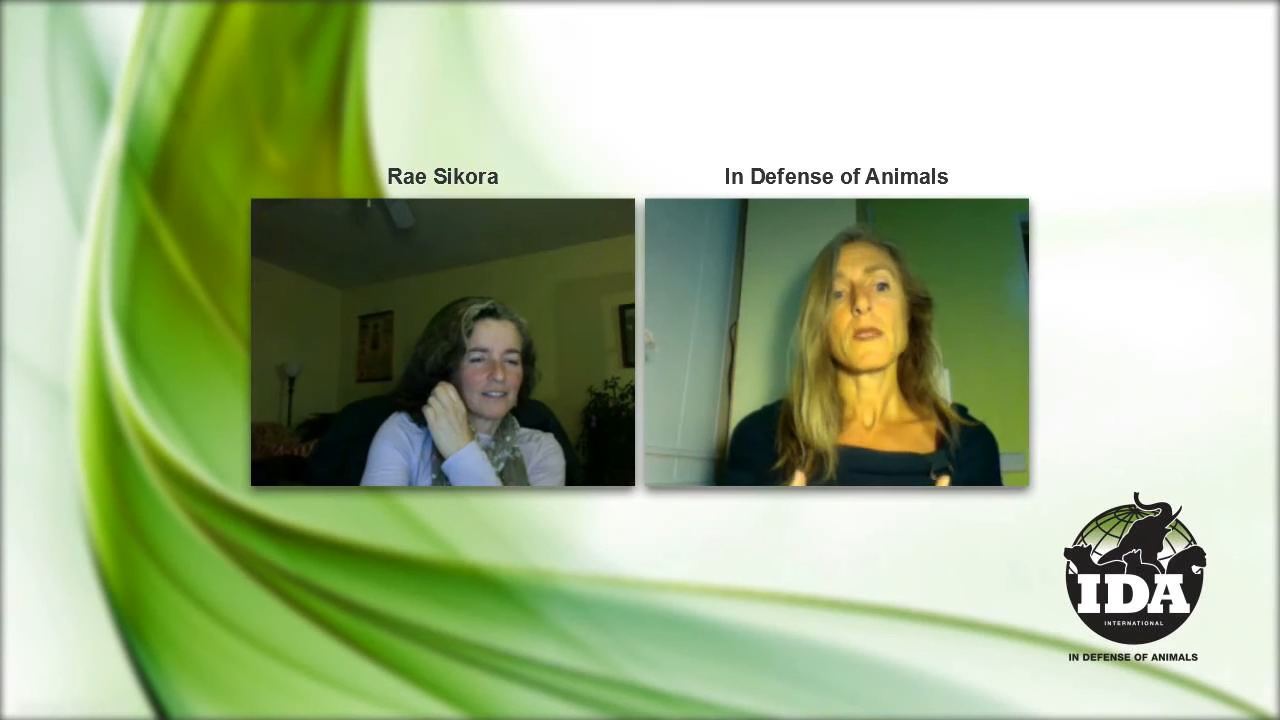 Rae Sikora
In Defense of Animals
IDA
INTERNATIONAL
IN DEFENSE OF ANIMALS